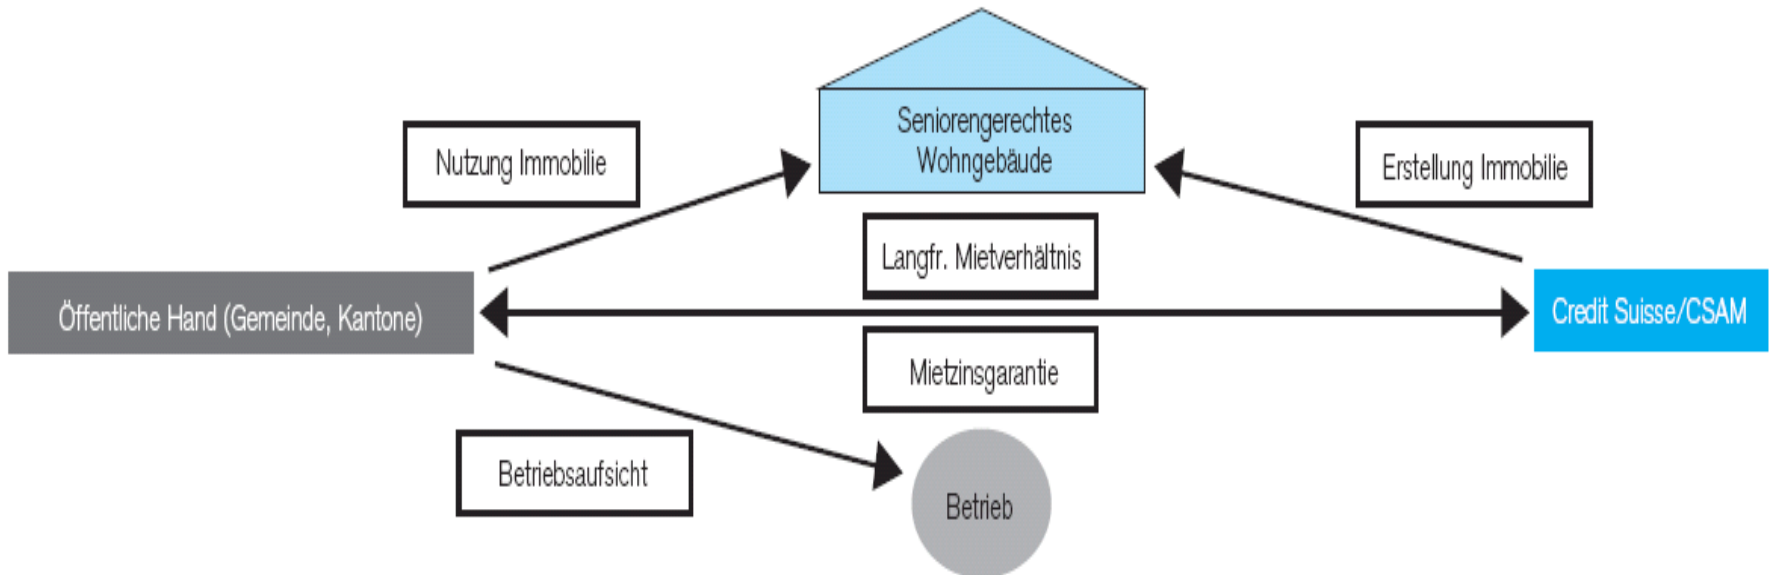 Seniorengerechtes
Wohngebäude
Nutzung Immobilie
Erstellung Immobilie
Langfr. Mietverhältnis
Öffentliche Hand (Gemeinde, Kantone)
Credit Suisse/CSAM
Mietzinsgarantie
Betriebsaufsicht
Betrieb